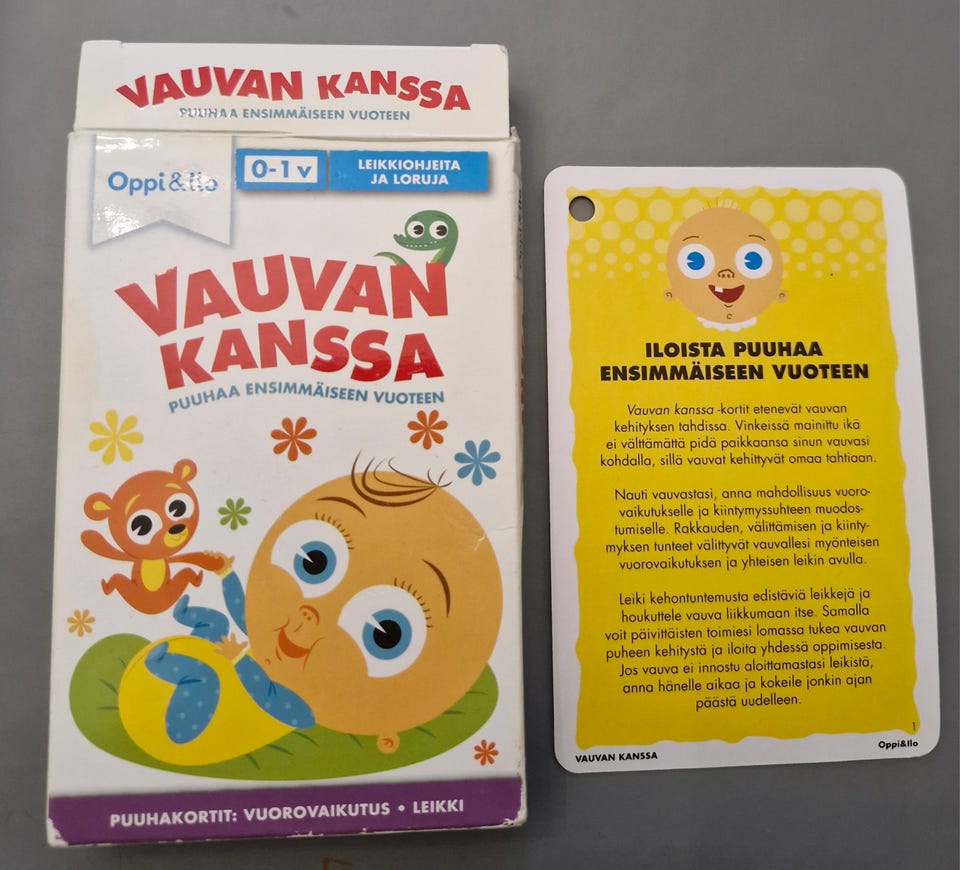 VAUVAN KANSSA
PUUHAA ENSIMMÄISEEN VUOTEEN
Oppi&Ilo
0-1 v
LEIKKIOHJEITA
JA LORUJA
VAUVAN
KANSSA
PUUHAA ENSIMMÄISEEN VUOTEEN
PUUHAKORTIT: VUOROVAIKUTUS • LEIKKI
ILOISTA PUUHAA
ENSIMMÄISEEN VUOTEEN
Vauvan kanssa -kortit etenevät vauvan
kehityksen tahdissa. Vinkeissä mainittu ikä
ei välttämättä pidä paikkaansa sinun vauvasi
kohdalla, sillä vauvat kehittyvät omaa tahtiaan.
Nauti vauvastasi, anna mahdollisuus vuoro-
vaikutukselle ja kiintymyssuhteen muodos-
tumiselle. Rakkauden, välittämisen ja kiinty-
myksen tunteet välittyvät vauvallesi myönteisen
vuorovaikutuksen ja yhteisen leikin avulla.
Leiki kehontuntemusta edistäviä leikkejä ja
houkuttele vauva liikkumaan itse. Samalla
voit päivittäisten toimiesi lomassa tukea vauvan
puheen kehitystä ja iloita yhdessä oppimisesta.
Jos vauva ei innostu aloittamastasi leikistä,
anna hänelle aikaa ja kokeile jonkin ajan
päästä uudelleen.
1
VAUVAN KANSSA
Oppi&Ilo